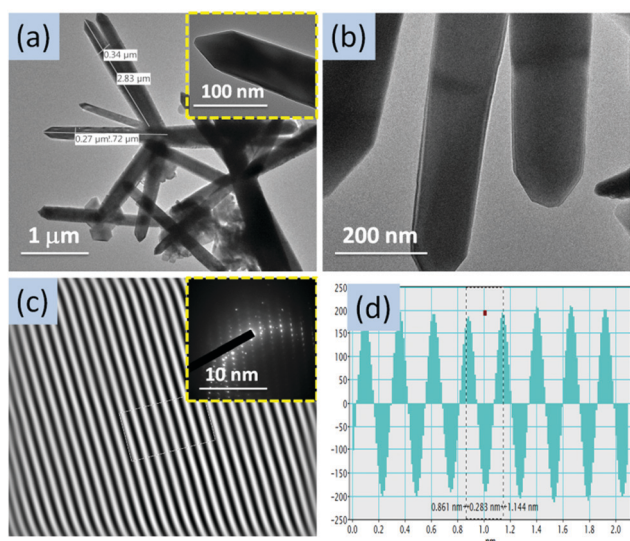 (a)
0.34 µm
2.83 µm
0.27 µm
.72 µm
1 µm
100 nm
(b)
200 nm
(c)
10 nm
(d)
250
200
150
100
50
0
-50
-100
-150
-200
-250
0.861 nm
0.283 nm
1.144 nm
0.0 0.2 0.4 0.6 0.8 1.0 1.2 1.4 1.6 1.8 2.0 2.1